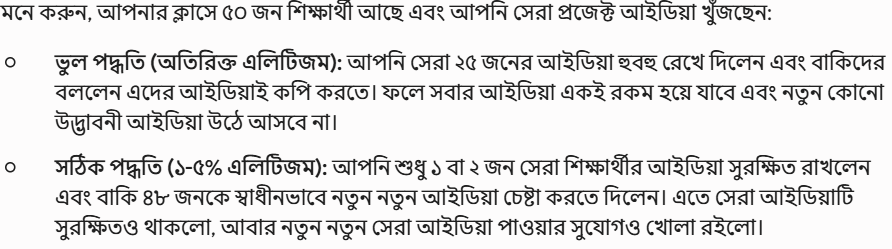 মনে করুন, আপনার ক্লাসে ৫০ জন শিক্ষার্থী আছে এবং আপনি সেরা প্রজেক্ট আইডিয়া খুঁজছেন:
○ ভুল পদ্ধতি (অতিরিক্ত এলিটিজম): আপনি সেরা ২৫ জনের আইডিয়া হুবহু রেখে দিলেন এবং বাকিদের
বললেন এদের আইডিয়াই কপি করতে। ফলে সবার আইডিয়া একই রকম হয়ে যাবে এবং নতুন কোনো
উদ্ভাবনী আইডিয়া উঠে আসবে না।
○ সঠিক পদ্ধতি (১-৫% এলিটিজম): আপনি শুধু ১ বা ২ জন সেরা শিক্ষার্থীর আইডিয়া সুরক্ষিত রাখলেন
এবং বাকি ৪৮ জনকে স্বাধীনভাবে নতুন নতুন আইডিয়া চেষ্টা করতে দিলেন। এতে সেরা আইডিয়াটি
সুরক্ষিতও থাকলো, আবার নতুন নতুন সেরা আইডিয়া পাওয়ার সুযোগও খোলা রইলো।